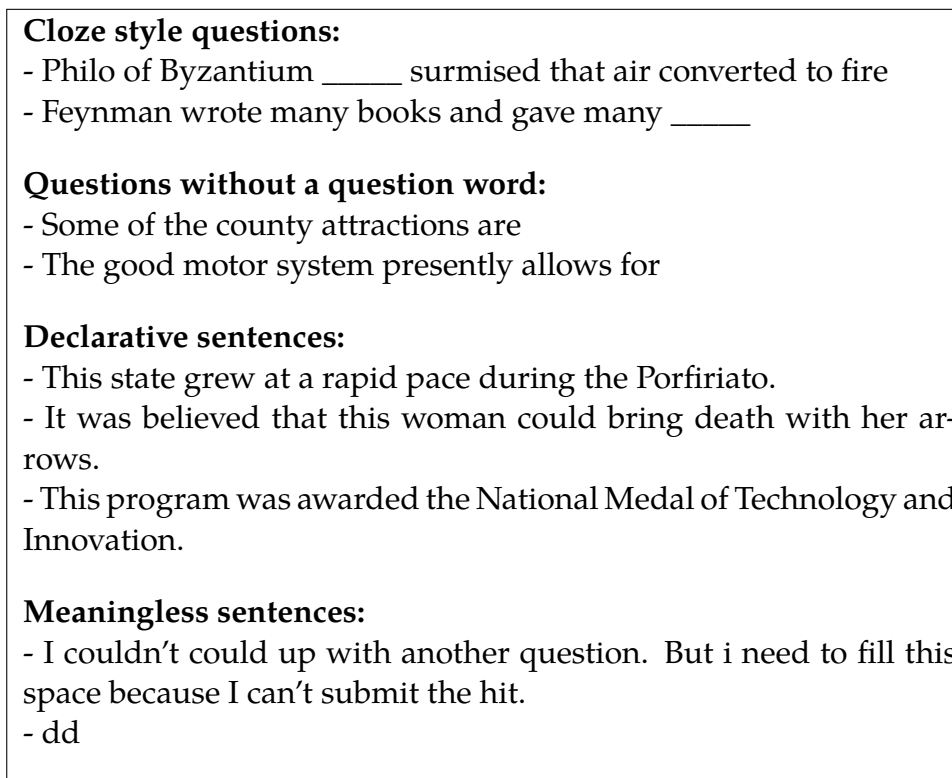 Cloze style questions:
- Philo of Byzantium _____ surmised that air converted to fire
- Feynman wrote many books and gave many _____
Questions without a question word:
- Some of the county attractions are
- The good motor system presently allows for
Declarative sentences:
- This state grew at a rapid pace during the Porfiriato.
- It was believed that this woman could bring death with her ar-
rows.
- This program was awarded the National Medal of Technology and
Innovation.
Meaningless sentences:
- I couldn't could up with another question. But i need to fill this
space because I can't submit the hit.
- dd